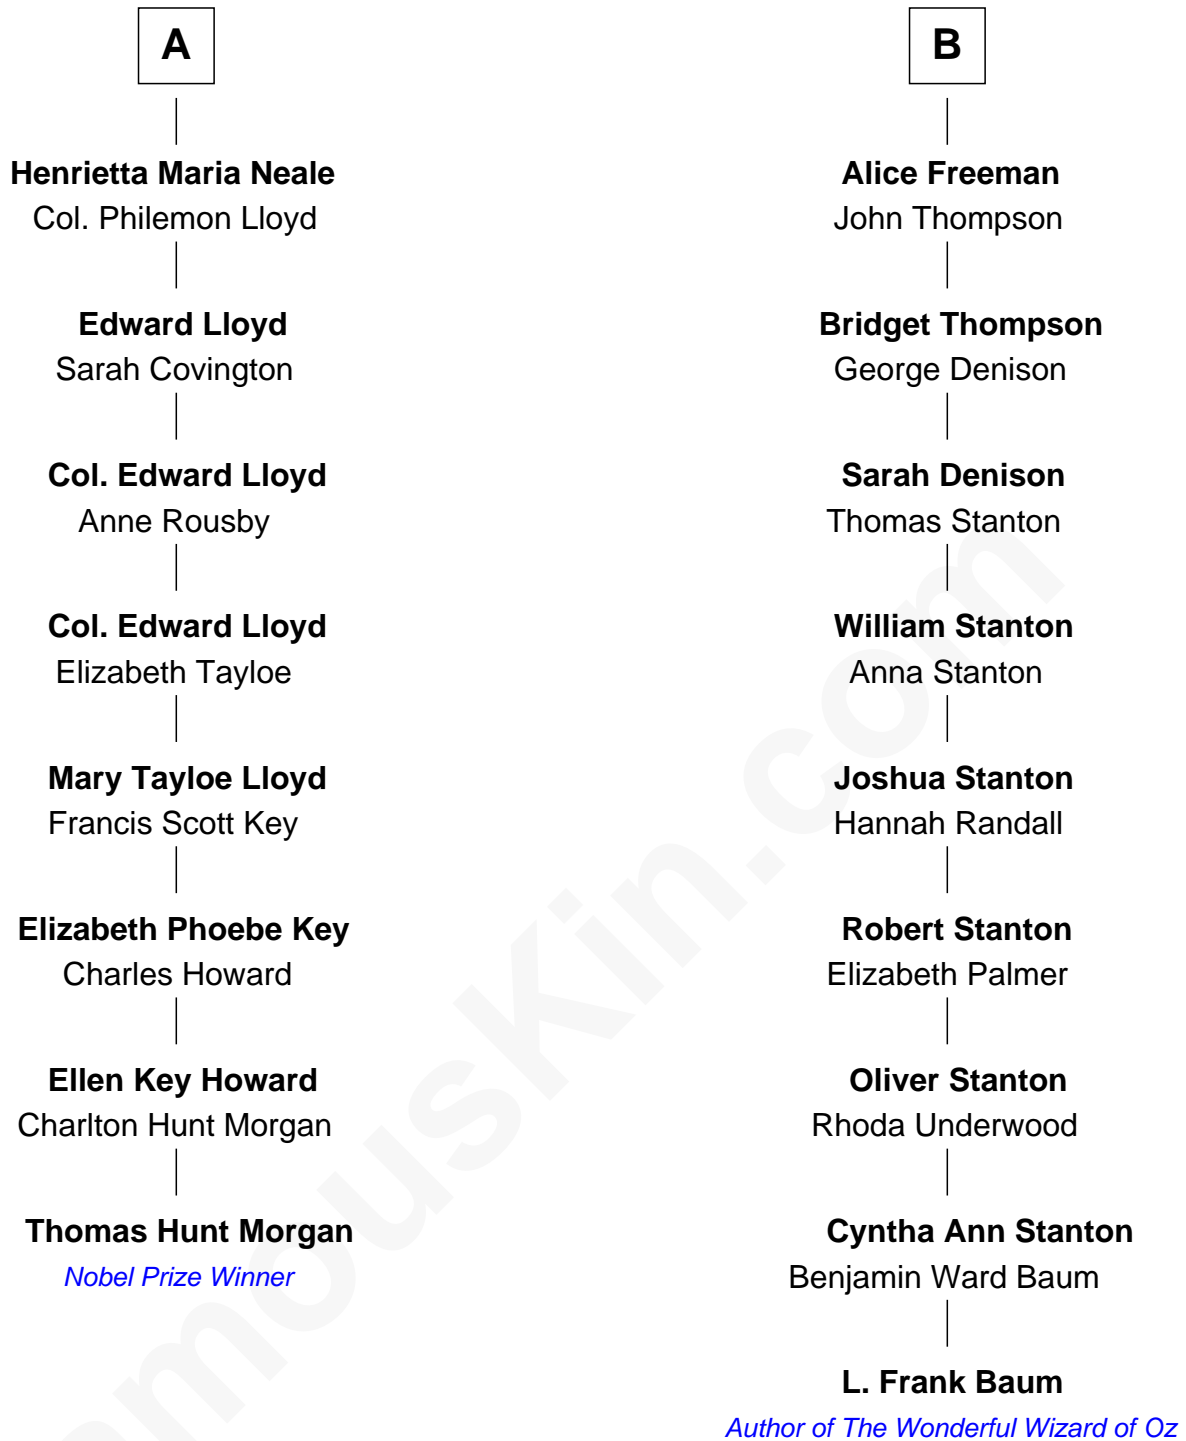 A
Henrietta Maria Neale
Col. Philemon Lloyd
Edward Lloyd
Sarah Covington
Col. Edward Lloyd
Anne Rousby
Col. Edward Lloyd
Elizabeth Tayloe
Mary Tayloe Lloyd
Francis Scott Key
Elizabeth Phoebe Key
Charles Howard
Ellen Key Howard
Charlton Hunt Morgan
Thomas Hunt Morgan
Nobel Prize Winner
B
Alice Freeman
John Thompson
Bridget Thompson
George Denison
Sarah Denison
Thomas Stanton
William Stanton
Anna Stanton
Joshua Stanton
Hannah Randall
Robert Stanton
Elizabeth Palmer
Oliver Stanton
Rhoda Underwood
Cyntha Ann Stanton
Benjamin Ward Baum
L. Frank Baum
Author of The Wonderful Wizard of Oz
amousKin.com